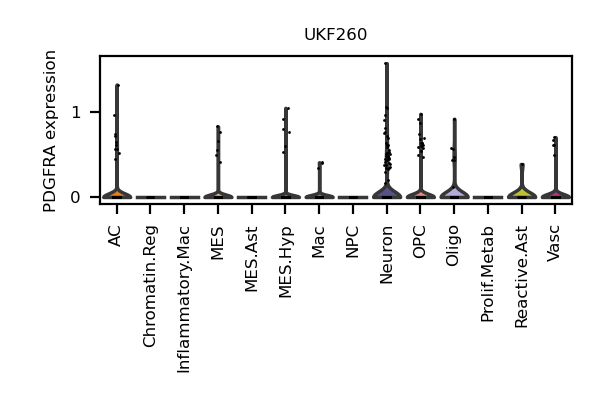 UKF260
PDGFRA expression
1
0
AC
Chromatin.Reg
Inflammatory.Mac
MES
MES.Ast
MES.Hyp
Mac
NPC
Neuron
OPC
Oligo
Prolif.Metab
Reactive.Ast
Vasc